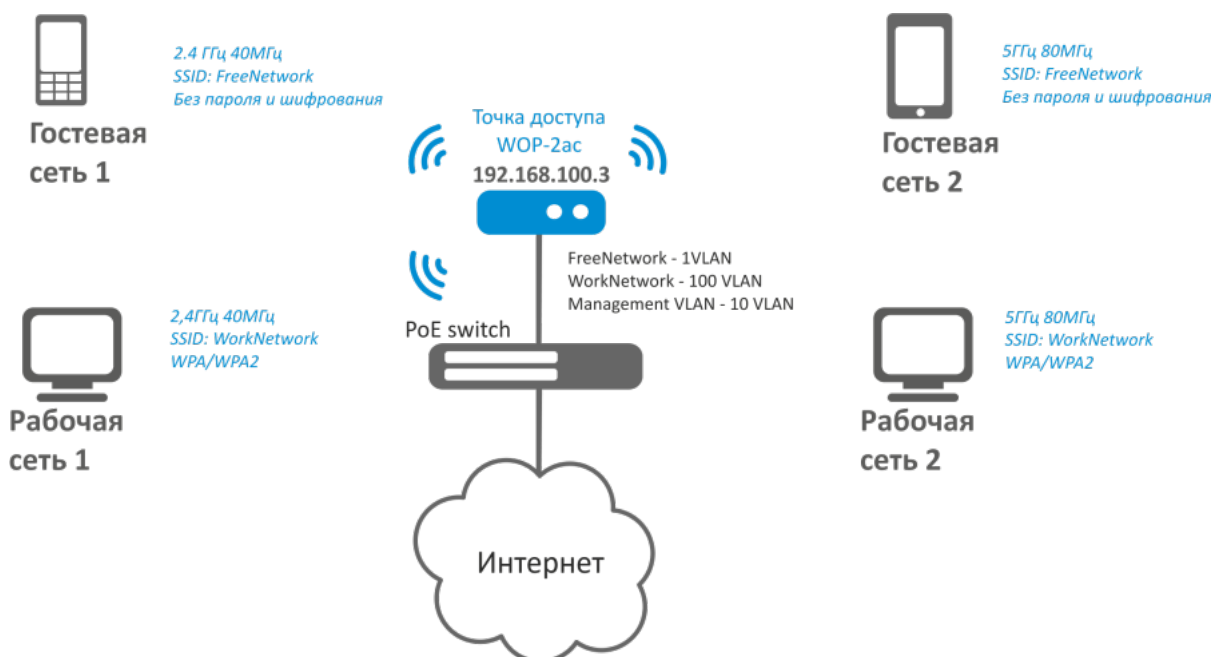 2.4 ГГц 40МГц
SSID: FreeNetwork
Без пароля и шифрования
Гостевая
сеть 1
Точка доступа
WOP-2ac
192.168.100.3
5ГГц 80МГц
SSID: FreeNetwork
Без пароля и шифрования
Гостевая
сеть 2
FreeNetwork - 1VLAN
WorkNetwork - 100 VLAN
Management VLAN - 10 VLAN
2,4ГГц 40МГц
SSID: WorkNetwork
WPA/WPA2
Рабочая
сеть 1
PoE switch
5ГГц 80МГц
SSID: WorkNetwork
WPA/WPA2
Рабочая
сеть 2
Интернет